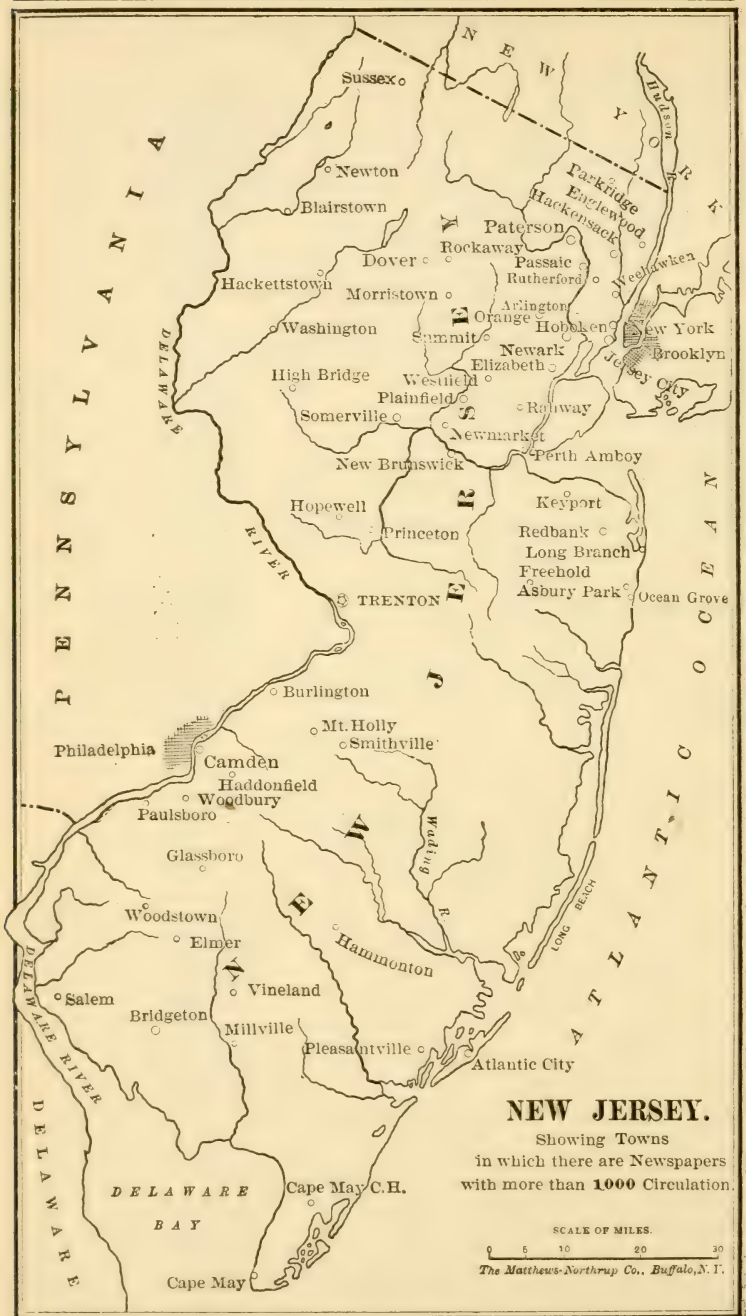 NEW YORK
Hudson
Sussex
PENNSYLVANIA
Newton
Parkridge
Englewood
Hackensack
Blairstown
Paterson
Rockaway
Dover
Passaic
Weehawken
Rutherford
Hackettstown
Morristown
Arlington
Orange
Washington
Hoboken
New York
Summit
Newark
Brooklyn
DELAWARE
Elizabeth
Jersey City
High Bridge
Westfield
Plainfield
Rahway
Somerville
Newmarket
New Brunswick
Perth Amboy
Hopewell
Keyport
Princeton
Redbank
Long Branch
RIVER
Freehold
Asbury Park
Ocean Grove
TRENTON
NEW JERSEY
ATLANTIC OCEAN
Burlington
Mt. Holly
Smithville
Philadelphia
Camden
Haddonfield
Woodbury
Paulsboro
Wading R.
Glassboro
LONG BEACH
Woodstown
Elmer
Hammonton
DELAWARE RIVER
Salem
Vineland
Bridgeton
Millville
Pleasantville
Atlantic City
DELAWARE
NEW JERSEY.
Showing Towns
in which there are Newspapers
with more than 1000 Circulation.
DELAWARE
BAY
Cape May C.H.
SCALE OF MILES.
0 5 10 20 30
The Matthews-Northrup Co., Buffalo, N.Y.
Cape May